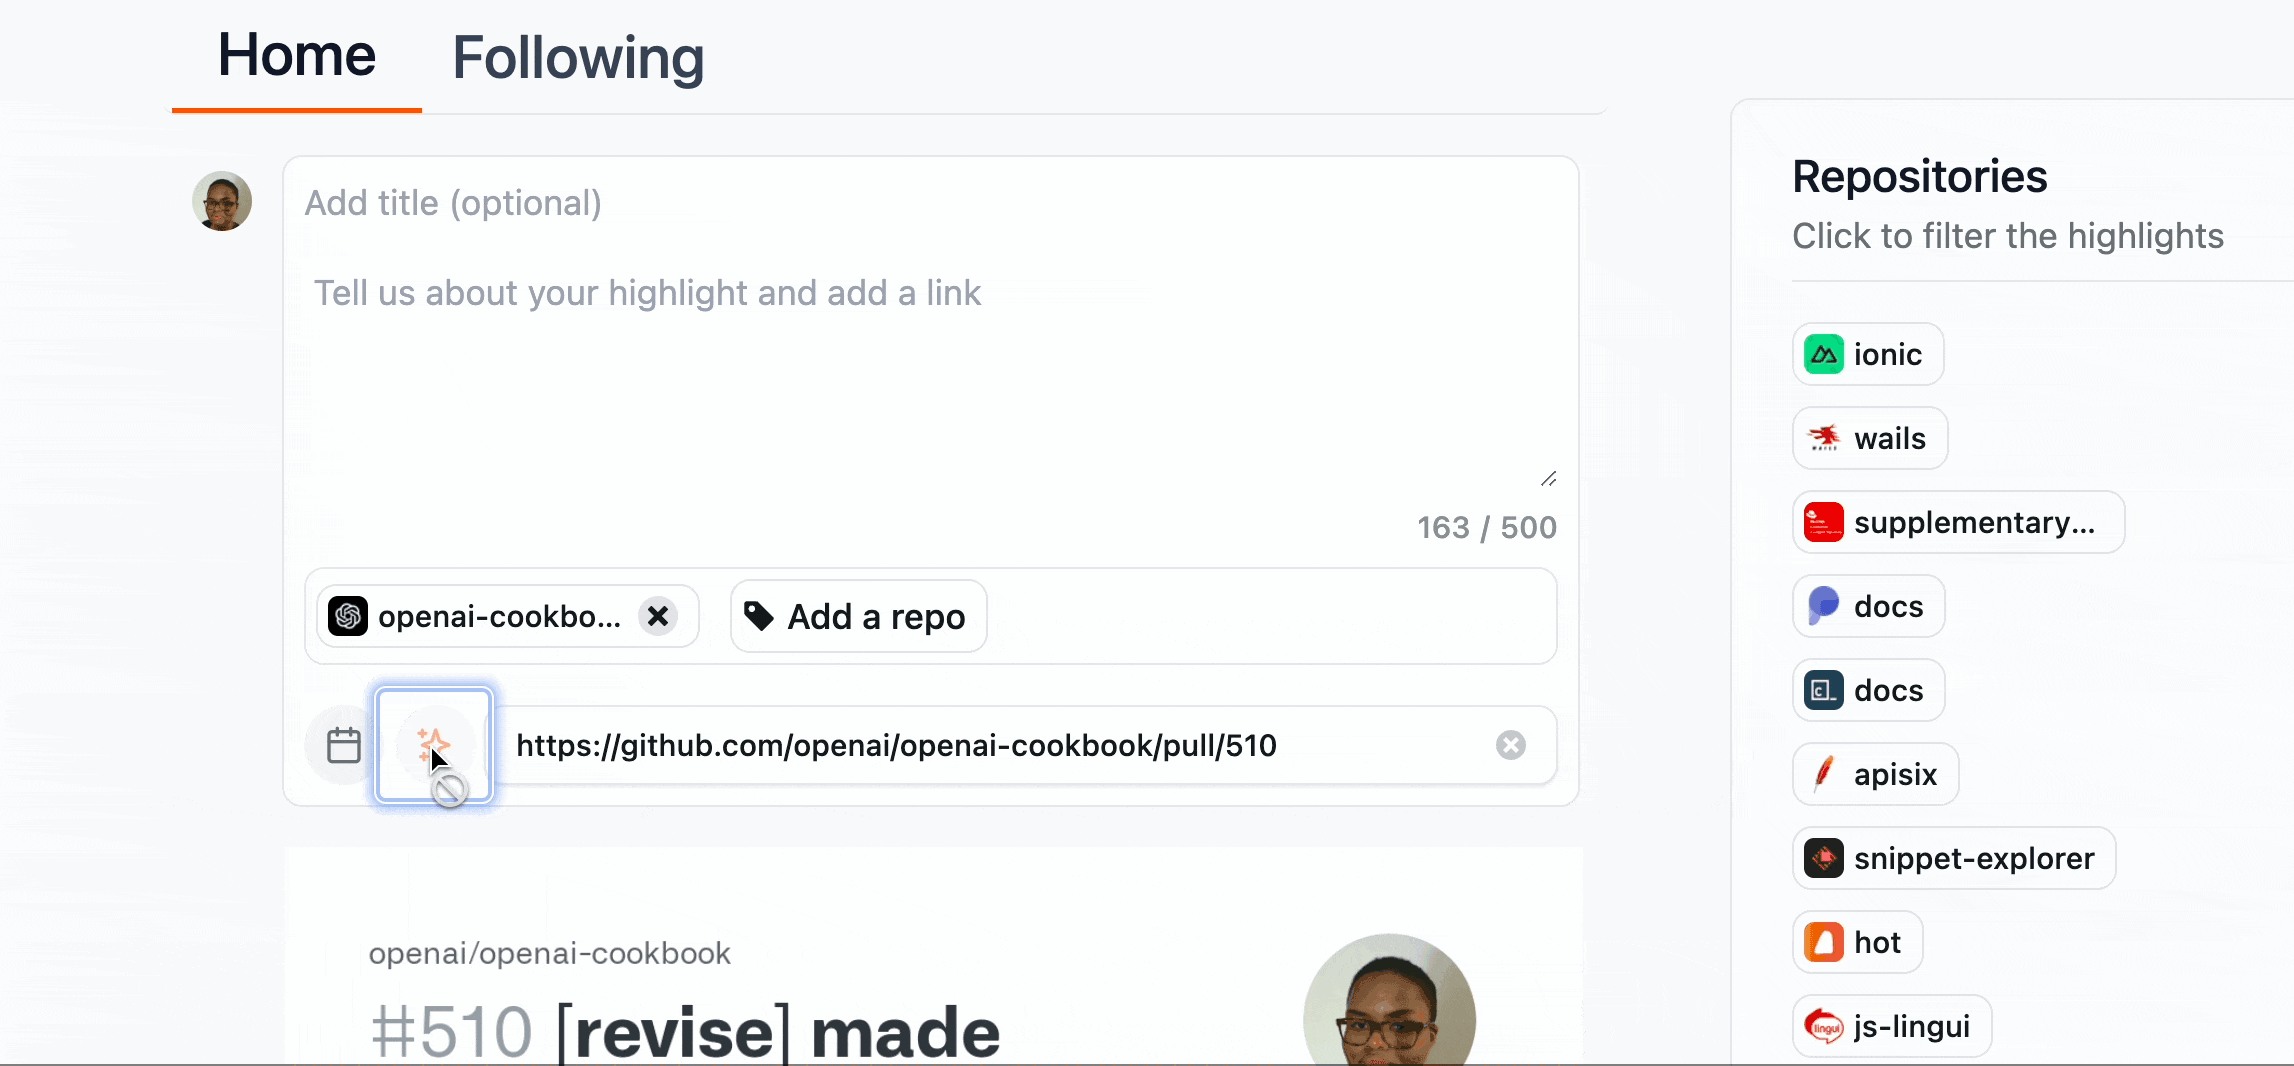 Home
Following
Add title (optional)
Tell us about your highlight and add a link
163 / 500
openai-cookbo...
Add a repo
https://github.com/openai/openai-cookbook/pull/510
openai/openai-cookbook
#510 [revise] made
Repositories
Click to filter the highlights
ionic
wails
supplementary...
docs
docs
apisix
snippet-explorer
hot
lingui
js-lingui